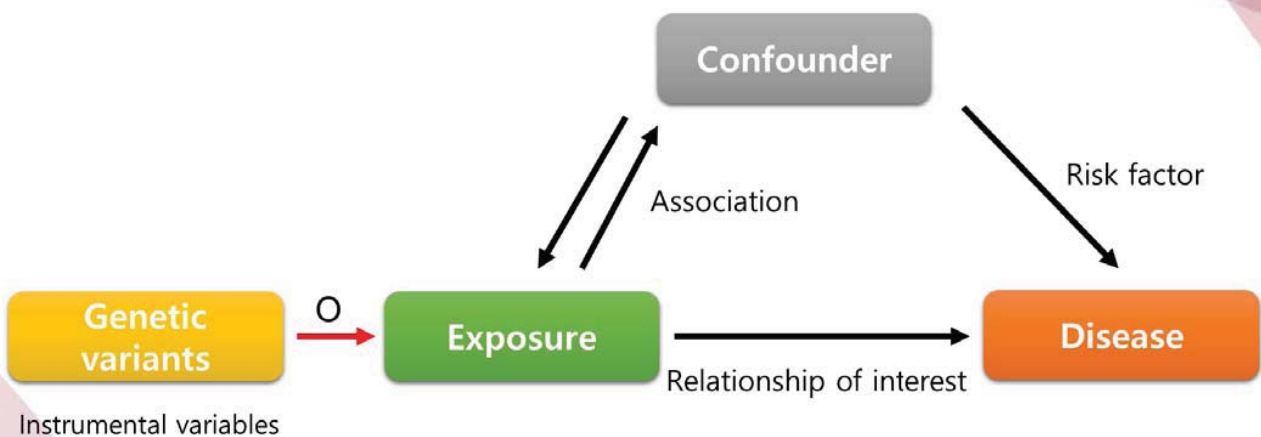 Confounder
Association
Risk factor
O
Genetic
variants
Exposure
Disease
Relationship of interest
Instrumental variables